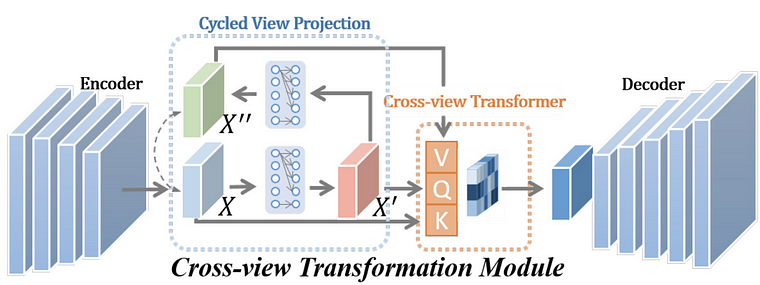 Cycled View Projection
Encoder
Cross-view Transformer
Decoder
X''
X
X'
V
Q
K
Cross-view Transformation Module